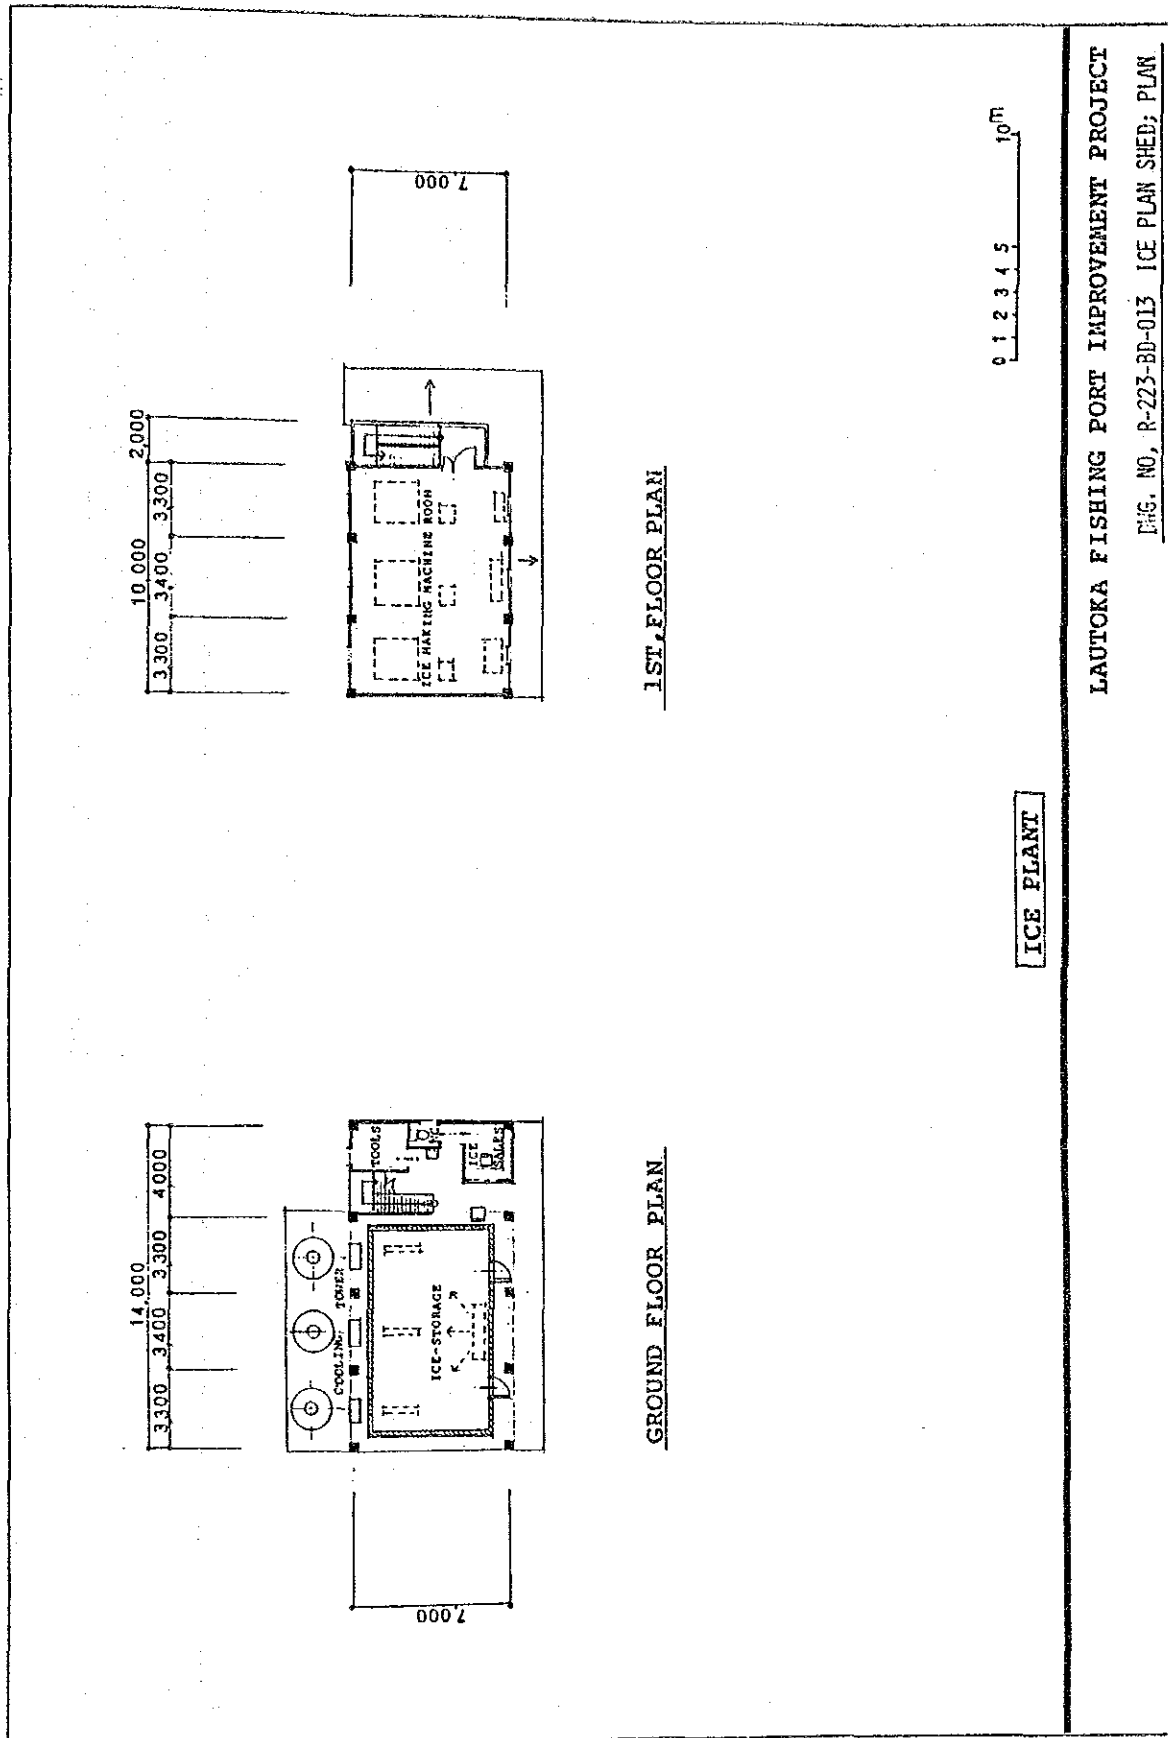 14,000
3,300 3,400 3,300 4,000
7,000
COOLING TOWER
TOOLS
ICE-STORAGE
WC
ICE
SALES
GROUND FLOOR PLAN
10 000 2,000
3,300 3,400 3,300
7,000
ICE MAKING MACHINE ROOM
1ST,FLOOR PLAN
0 1 2 3 4 5 10m
ICE PLANT
LAUTOKA FISHING PORT IMPROVEMENT PROJECT
DWG. NO, R-223-BD-013 ICE PLAN SHED; PLAN